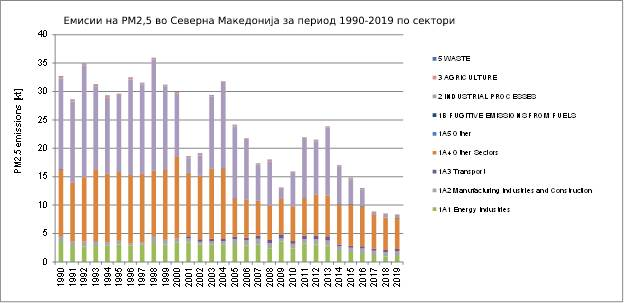 Емисии на PM2,5 во Северна Македонија за период 1990-2019 по сектори
PM2,5 emissions [kt]
40
35
30
25
20
15
10
5
0
1990 1991 1992 1993 1994 1995 1996 1997 1998 1999 2000 2001 2002 2003 2004 2005 2006 2007 2008 2009 2010 2011 2012 2013 2014 2015 2016 2017 2018 2019
5 WASTE
3 AGRICULTURE
2 INDUSTRIAL PROCESSES
1B FUGITIVE EMISSIONS FROM FUELS
1A5 Other
1A4 Other Sectors
1A3 Transport
1A2 Manufacturing Industries and Construction
1A1 Energy Industries